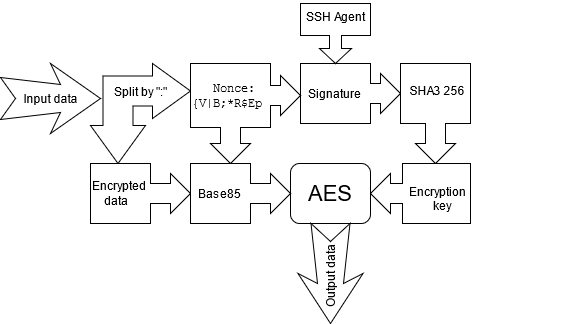 SSH Agent
Input data
Split by ":"
Nonce:
{V|B;*R$Ep
Signature
SHA3 256
Encrypted
data
Base85
AES
Encryption
key
Output data